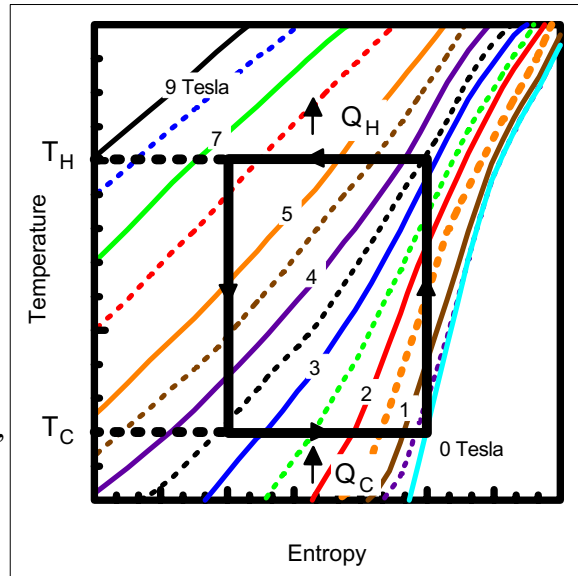 9 Tesla
Q_H
T_H
7
5
Temperature
4
3
2
1
T_C
0 Tesla
Q_C
,
Entropy